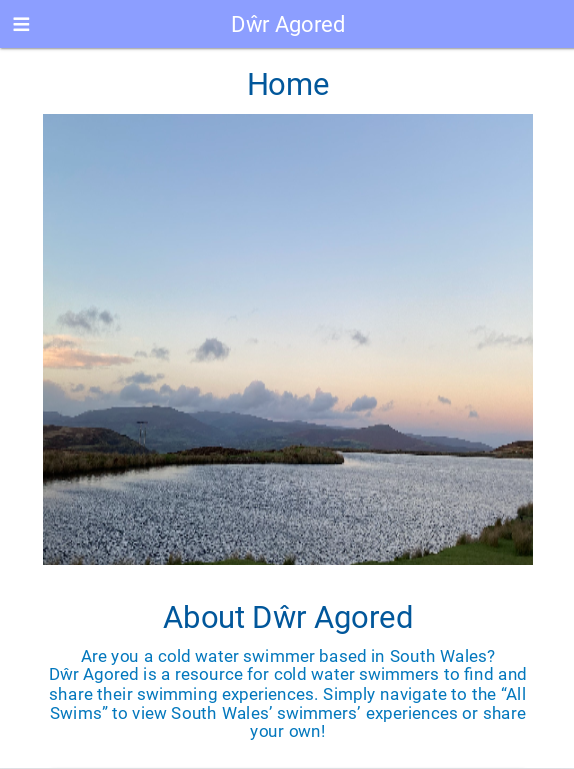 Dŵr Agored
Home
About Dŵr Agored
Are you a cold water swimmer based in South Wales?
Dŵr Agored is a resource for cold water swimmers to find and
share their swimming experiences. Simply navigate to the “All
Swims” to view South Wales’ swimmers’ experiences or share
your own!